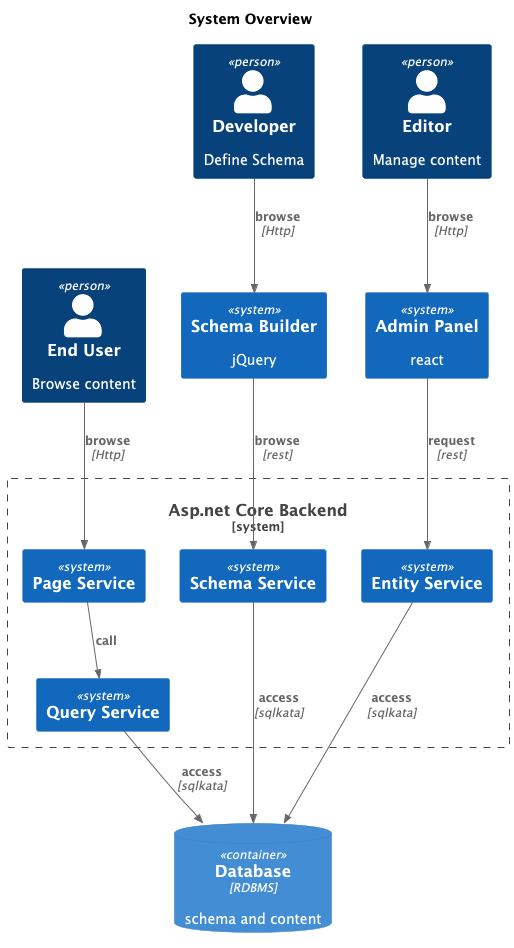 System Overview
«person»
Developer
Define Schema
«person»
Editor
Manage content
browse
[Http]
browse
[Http]
«person»
End User
Browse content
«system»
Schema Builder
jQuery
«system»
Admin Panel
react
browse
[Http]
browse
[rest]
request
[rest]
Asp.net Core Backend
[system]
«system»
Page Service
«system»
Schema Service
«system»
Entity Service
call
«system»
Query Service
access
[sqlkata]
access
[sqlkata]
access
[sqlkata]
«container»
Database
[RDBMS]
schema and content